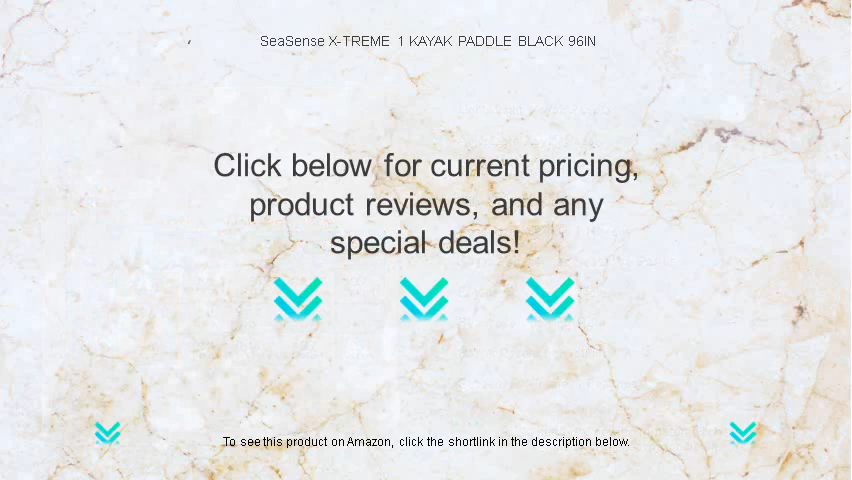 SeaSense X-TREME 1 KAYAK PADDLE BLACK 96IN
Click below for current pricing,
product reviews, and any
special deals!
To see this product on Amazon, click the shortlink in the description below.